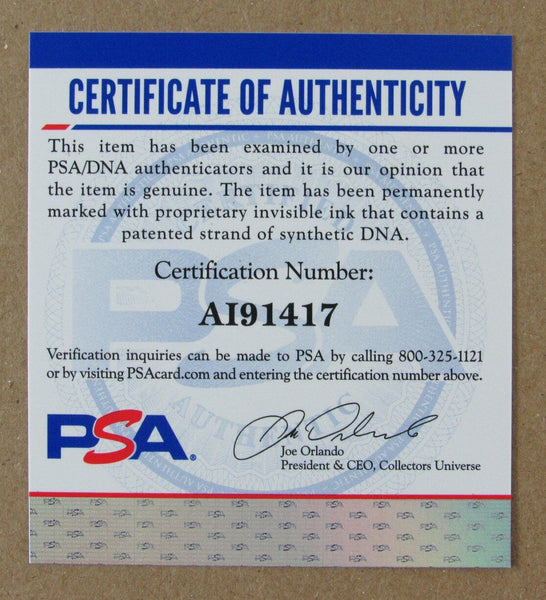 CERTIFICATE OF AUTHENTICITY
This item has been examined by one or more
PSA/DNA authenticators and it is our opinion that
the item is genuine. The item has been permanently
marked with proprietary invisible ink that contains a
patented strand of synthetic DNA.
Certification Number:
AI91417
Verification inquiries can be made to PSA by calling 800-325-1121
or by visiting PSAcard.com and entering the certification number above.
PSA®
Joe Orlando
President & CEO, Collectors Universe